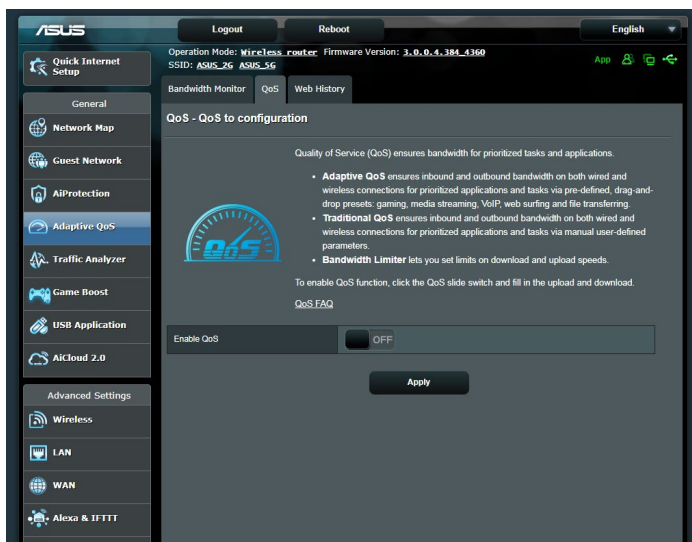 ASUS
Logout
Reboot
English
Quick Internet
Setup
Operation Mode: Wireless router Firmware Version: 3.0.0.4.384_4360
SSID: ASUS_2G ASUS_5G
App
General
Network Map
Guest Network
AiProtection
Adaptive QoS
Traffic Analyzer
Game Boost
USB Application
AiCloud 2.0
Advanced Settings
Wireless
LAN
WAN
Alexa & IFTTT
Bandwidth Monitor
QoS
Web History
QoS - QoS to configuration
QoS
Quality of Service (QoS) ensures bandwidth for prioritized tasks and applications.
• Adaptive QoS ensures inbound and outbound bandwidth on both wired and
wireless connections for prioritized applications and tasks via pre-defined, drag-and-
drop presets: gaming, media streaming, VoIP, web surfing and file transferring.
• Traditional QoS ensures inbound and outbound bandwidth on both wired and
wireless connections for prioritized applications and tasks via manual user-defined
parameters.
• Bandwidth Limiter lets you set limits on download and upload speeds.
To enable QoS function, click the QoS slide switch and fill in the upload and download.
QoS FAQ
Enable QoS
OFF
Apply